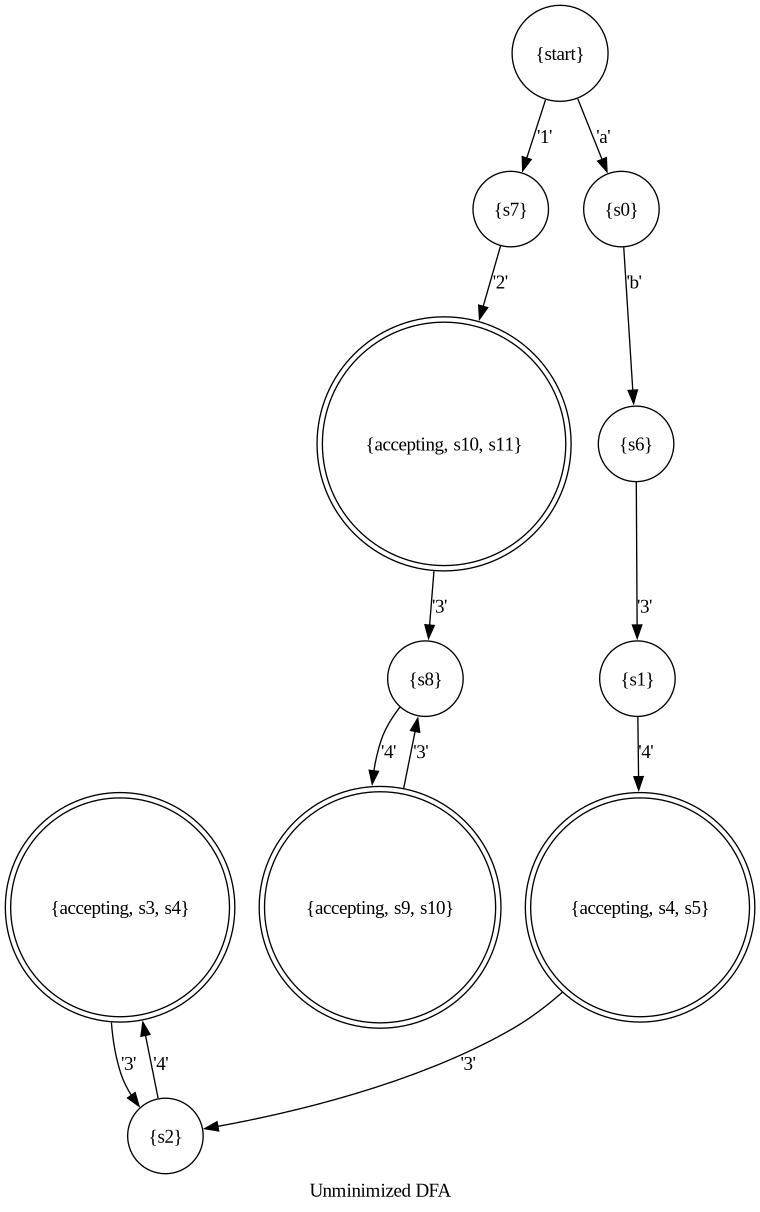 {start}
'1'
'a'
{s7}
{s0}
'2'
'b'
{accepting, s10, s11}
{s6}
'3'
'3'
{s8}
{s1}
'4'
'3'
'4'
{accepting, s3, s4}
{accepting, s9, s10}
{accepting, s4, s5}
'3'
'4'
'3'
{s2}
Unminimized DFA